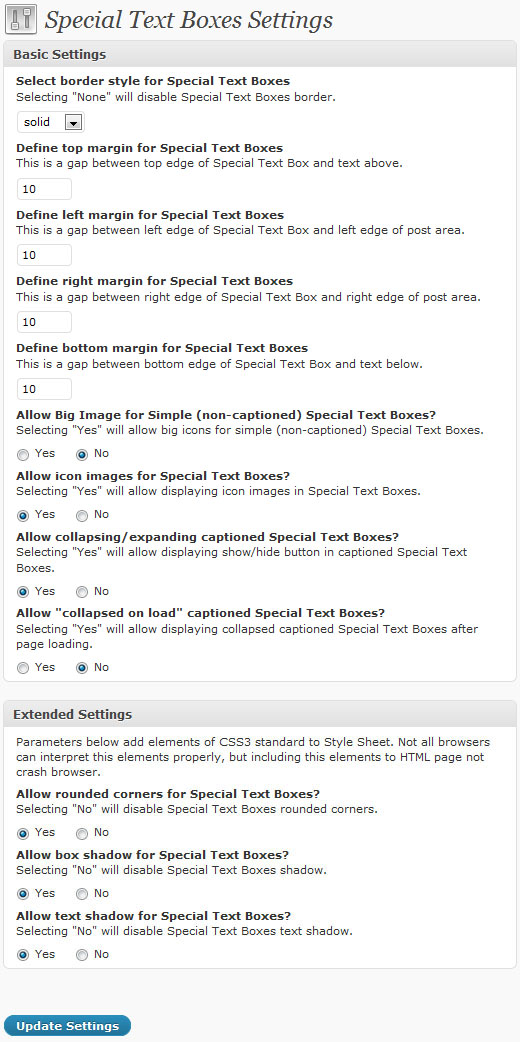 Special Text Boxes Settings
Basic Settings
Select border style for Special Text Boxes
Selecting "None" will disable Special Text Boxes border.
solid
Define top margin for Special Text Boxes
This is a gap between top edge of Special Text Box and text above.
10
Define left margin for Special Text Boxes
This is a gap between left edge of Special Text Box and left edge of post area.
10
Define right margin for Special Text Boxes
This is a gap between right edge of Special Text Box and right edge of post area.
10
Define bottom margin for Special Text Boxes
This is a gap between bottom edge of Special Text Box and text below.
10
Allow Big Image for Simple (non-captioned) Special Text Boxes?
Selecting "Yes" will allow big icons for simple (non-captioned) Special Text Boxes.
Yes No
Allow icon images for Special Text Boxes?
Selecting "Yes" will allow displaying icon images in Special Text Boxes.
Yes No
Allow collapsing/expanding captioned Special Text Boxes?
Selecting "Yes" will allow displaying show/hide button in captioned Special Text
Boxes.
Yes No
Allow "collapsed on load" captioned Special Text Boxes?
Selecting "Yes" will allow displaying collapsed captioned Special Text Boxes after
page loading.
Yes No
Extended Settings
Parameters below add elements of CSS3 standard to Style Sheet. Not all browsers
can interpret this elements properly, but including this elements to HTML page not
crash browser.
Allow rounded corners for Special Text Boxes?
Selecting "No" will disable Special Text Boxes rounded corners.
Yes No
Allow box shadow for Special Text Boxes?
Selecting "No" will disable Special Text Boxes shadow.
Yes No
Allow text shadow for Special Text Boxes?
Selecting "No" will disable Special Text Boxes text shadow.
Yes No
Update Settings